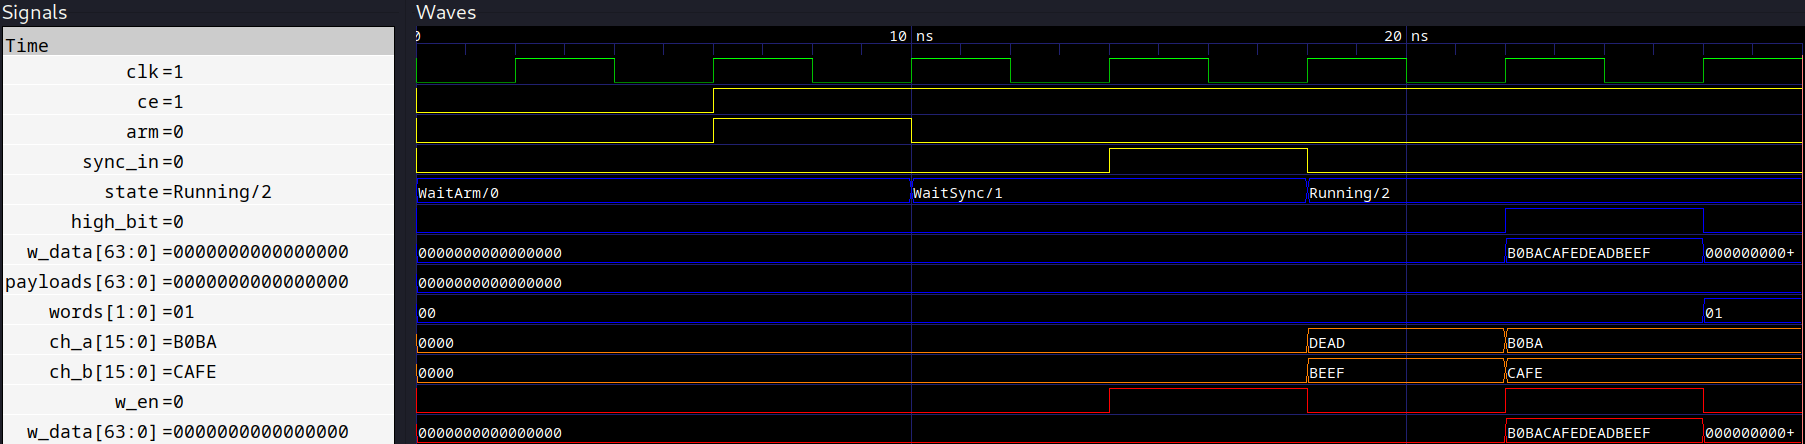 Signals Waves
Time 0 10 ns 20 ns
clk=1
ce=1
arm=0
sync_in=0
state=Running/2 WaitArm/0 WaitSync/1 Running/2
high_bit=0
w_data[63:0]=0000000000000000 0000000000000000 B0BACAFEDEADBEEF 000000000+
payloads[63:0]=0000000000000000 0000000000000000
words[1:0]=01 00 01
ch_a[15:0]=B0BA 0000 DEAD B0BA
ch_b[15:0]=CAFE 0000 BEEF CAFE
w_en=0
w_data[63:0]=0000000000000000 0000000000000000 B0BACAFEDEADBEEF 000000000+